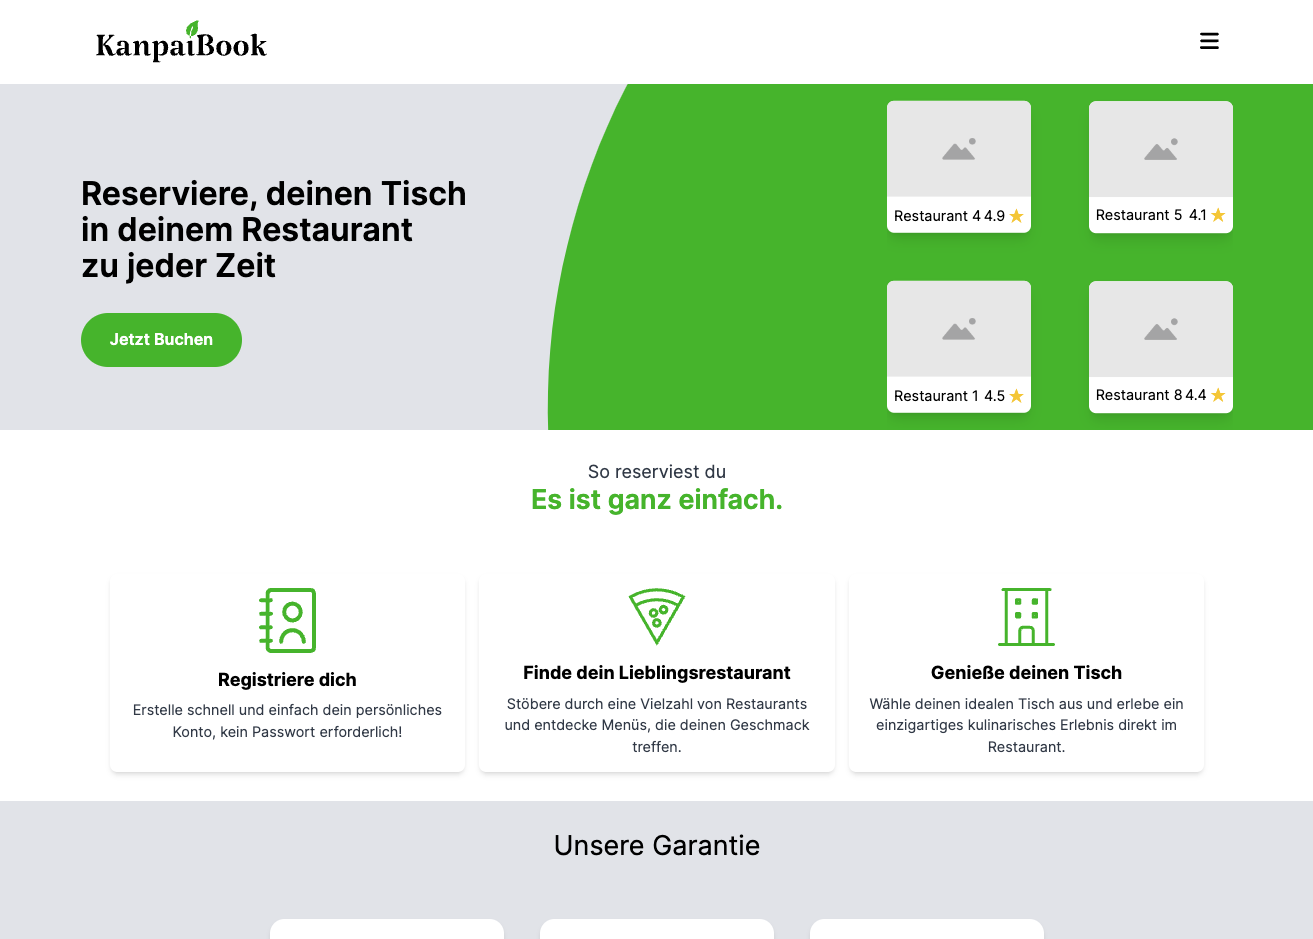 KanpaiBook
Reserviere, deinen Tisch
in deinem Restaurant
zu jeder Zeit
Jetzt Buchen
Restaurant 4 4.9
Restaurant 5 4.1
Restaurant 1 4.5
Restaurant 8 4.4
So reserviest du
Es ist ganz einfach.
Registriere dich
Erstelle schnell und einfach dein persönliches
Konto, kein Passwort erforderlich!
Finde dein Lieblingsrestaurant
Stöbere durch eine Vielzahl von Restaurants
und entdecke Menüs, die deinen Geschmack
treffen.
Genieße deinen Tisch
Wähle deinen idealen Tisch aus und erlebe ein
einzigartiges kulinarisches Erlebnis direkt im
Restaurant.
Unsere Garantie